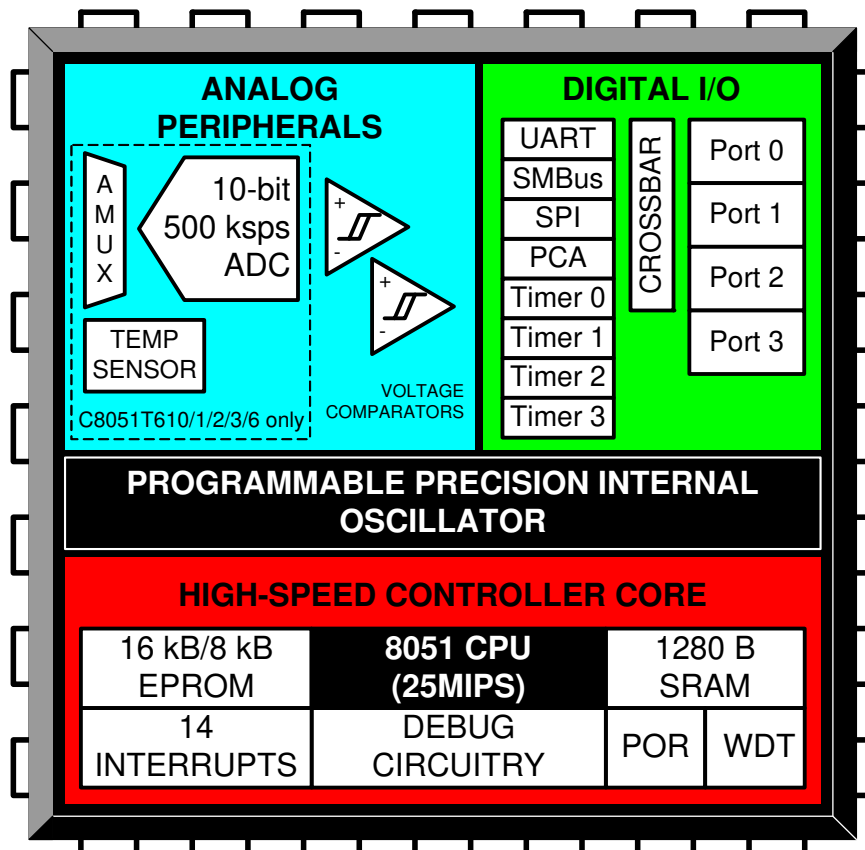 ANALOG
PERIPHERALS
A
M
U
X
10-bit
500 ksps
ADC
+
-
+
-
TEMP
SENSOR
VOLTAGE
COMPARATORS
C8051T610/1/2/3/6 only
DIGITAL I/O
UART
SMBus
SPI
PCA
Timer 0
Timer 1
Timer 2
Timer 3
CROSSBAR
Port 0
Port 1
Port 2
Port 3
PROGRAMMABLE PRECISION INTERNAL
OSCILLATOR
HIGH-SPEED CONTROLLER CORE
16 kB/8 kB
EPROM
8051 CPU
(25MIPS)
1280 B
SRAM
14
INTERRUPTS
DEBUG
CIRCUITRY
POR
WDT